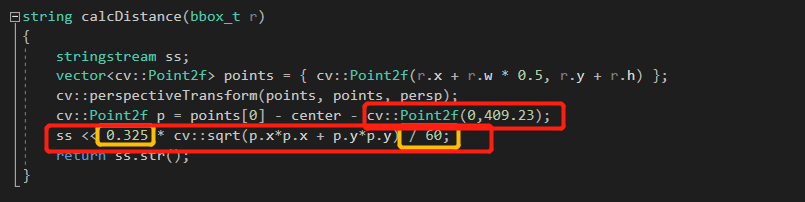 string calcDistance(bbox_t r)
{
stringstream ss;
vector<cv::Point2f> points = { cv::Point2f(r.x + r.w * 0.5, r.y + r.h) };
cv::perspectiveTransform(points, points, persp);
cv::Point2f p = points[0] - center - cv::Point2f(0,409.23);
ss << 0.325 * cv::sqrt(p.x*p.x + p.y*p.y) / 60;
return ss.str();
}